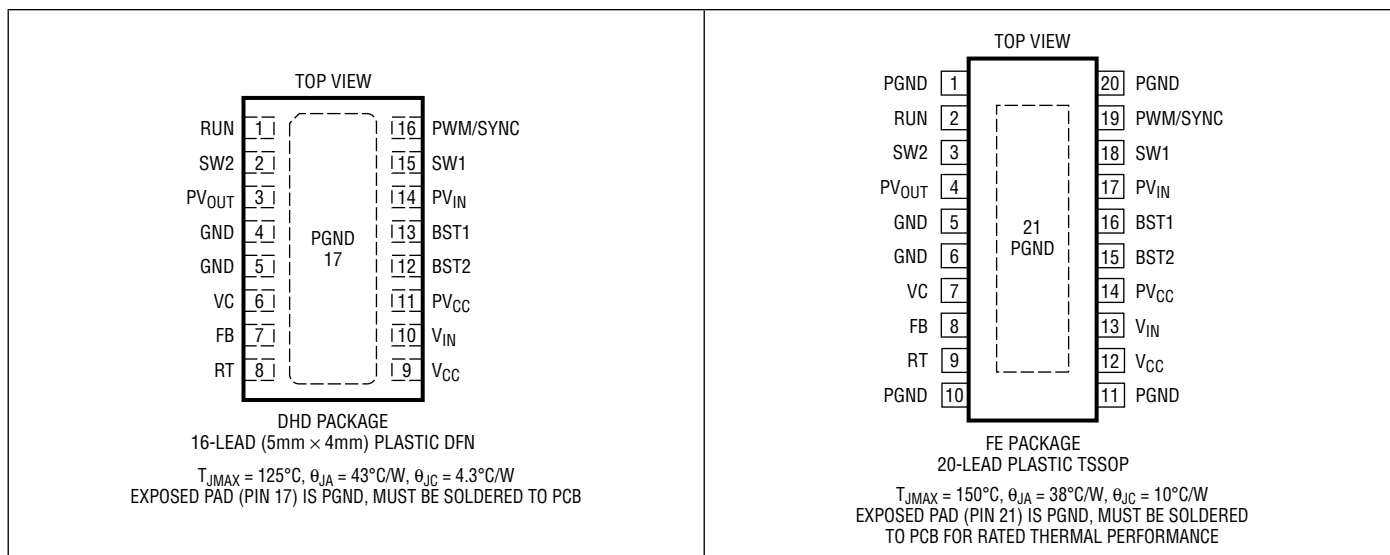 TOP VIEW
RUN 1 16 PWM/SYNC
SW2 2 15 SW1
PVOUT 3 14 PVIN
GND 4 13 BST1
GND 5 12 BST2
VC 6 11 PVCC
FB 7 10 VIN
RT 8 9 VCC
PGND
17
DHD PACKAGE
16-LEAD (5mm × 4mm) PLASTIC DFN
TJMAX = 125°C, θJA = 43°C/W, θJC = 4.3°C/W
EXPOSED PAD (PIN 17) IS PGND, MUST BE SOLDERED TO PCB
TOP VIEW
PGND 1 20 PGND
RUN 2 19 PWM/SYNC
SW2 3 18 SW1
PVOUT 4 17 PVIN
GND 5 16 BST1
GND 6 15 BST2
VC 7 14 PVCC
FB 8 13 VIN
RT 9 12 VCC
PGND 10 11 PGND
21
PGND
FE PACKAGE
20-LEAD PLASTIC TSSOP
TJMAX = 150°C, θJA = 38°C/W, θJC = 10°C/W
EXPOSED PAD (PIN 21) IS PGND, MUST BE SOLDERED
TO PCB FOR RATED THERMAL PERFORMANCE